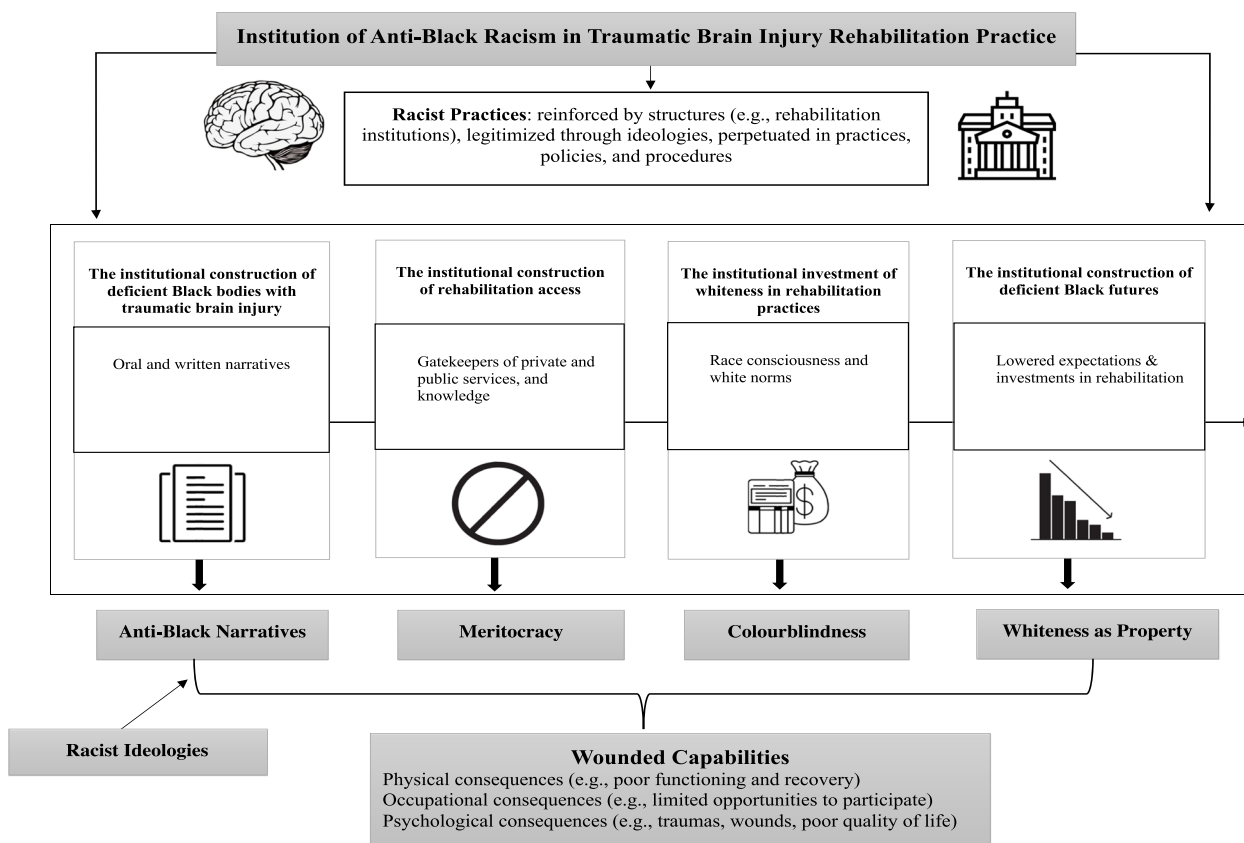 Institution of Anti-Black Racism in Traumatic Brain Injury Rehabilitation Practice
Racist Practices: reinforced by structures (e.g., rehabilitation
institutions), legitimized through ideologies, perpetuated in practices,
policies, and procedures
The institutional construction of
deficient Black bodies with
traumatic brain injury
Oral and written narratives
The institutional construction
of rehabilitation access
Gatekeepers of private and
public services, and
knowledge
The institutional investment of
whiteness in rehabilitation
practices
Race consciousness and
white norms
The institutional construction of
deficient Black futures
Lowered expectations &
investments in rehabilitation
$
Anti-Black Narratives
Meritocracy
Colourblindness
Whiteness as Property
Racist Ideologies
Wounded Capabilities
Physical consequences (e.g., poor functioning and recovery)
Occupational consequences (e.g., limited opportunities to participate)
Psychological consequences (e.g., traumas, wounds, poor quality of life)